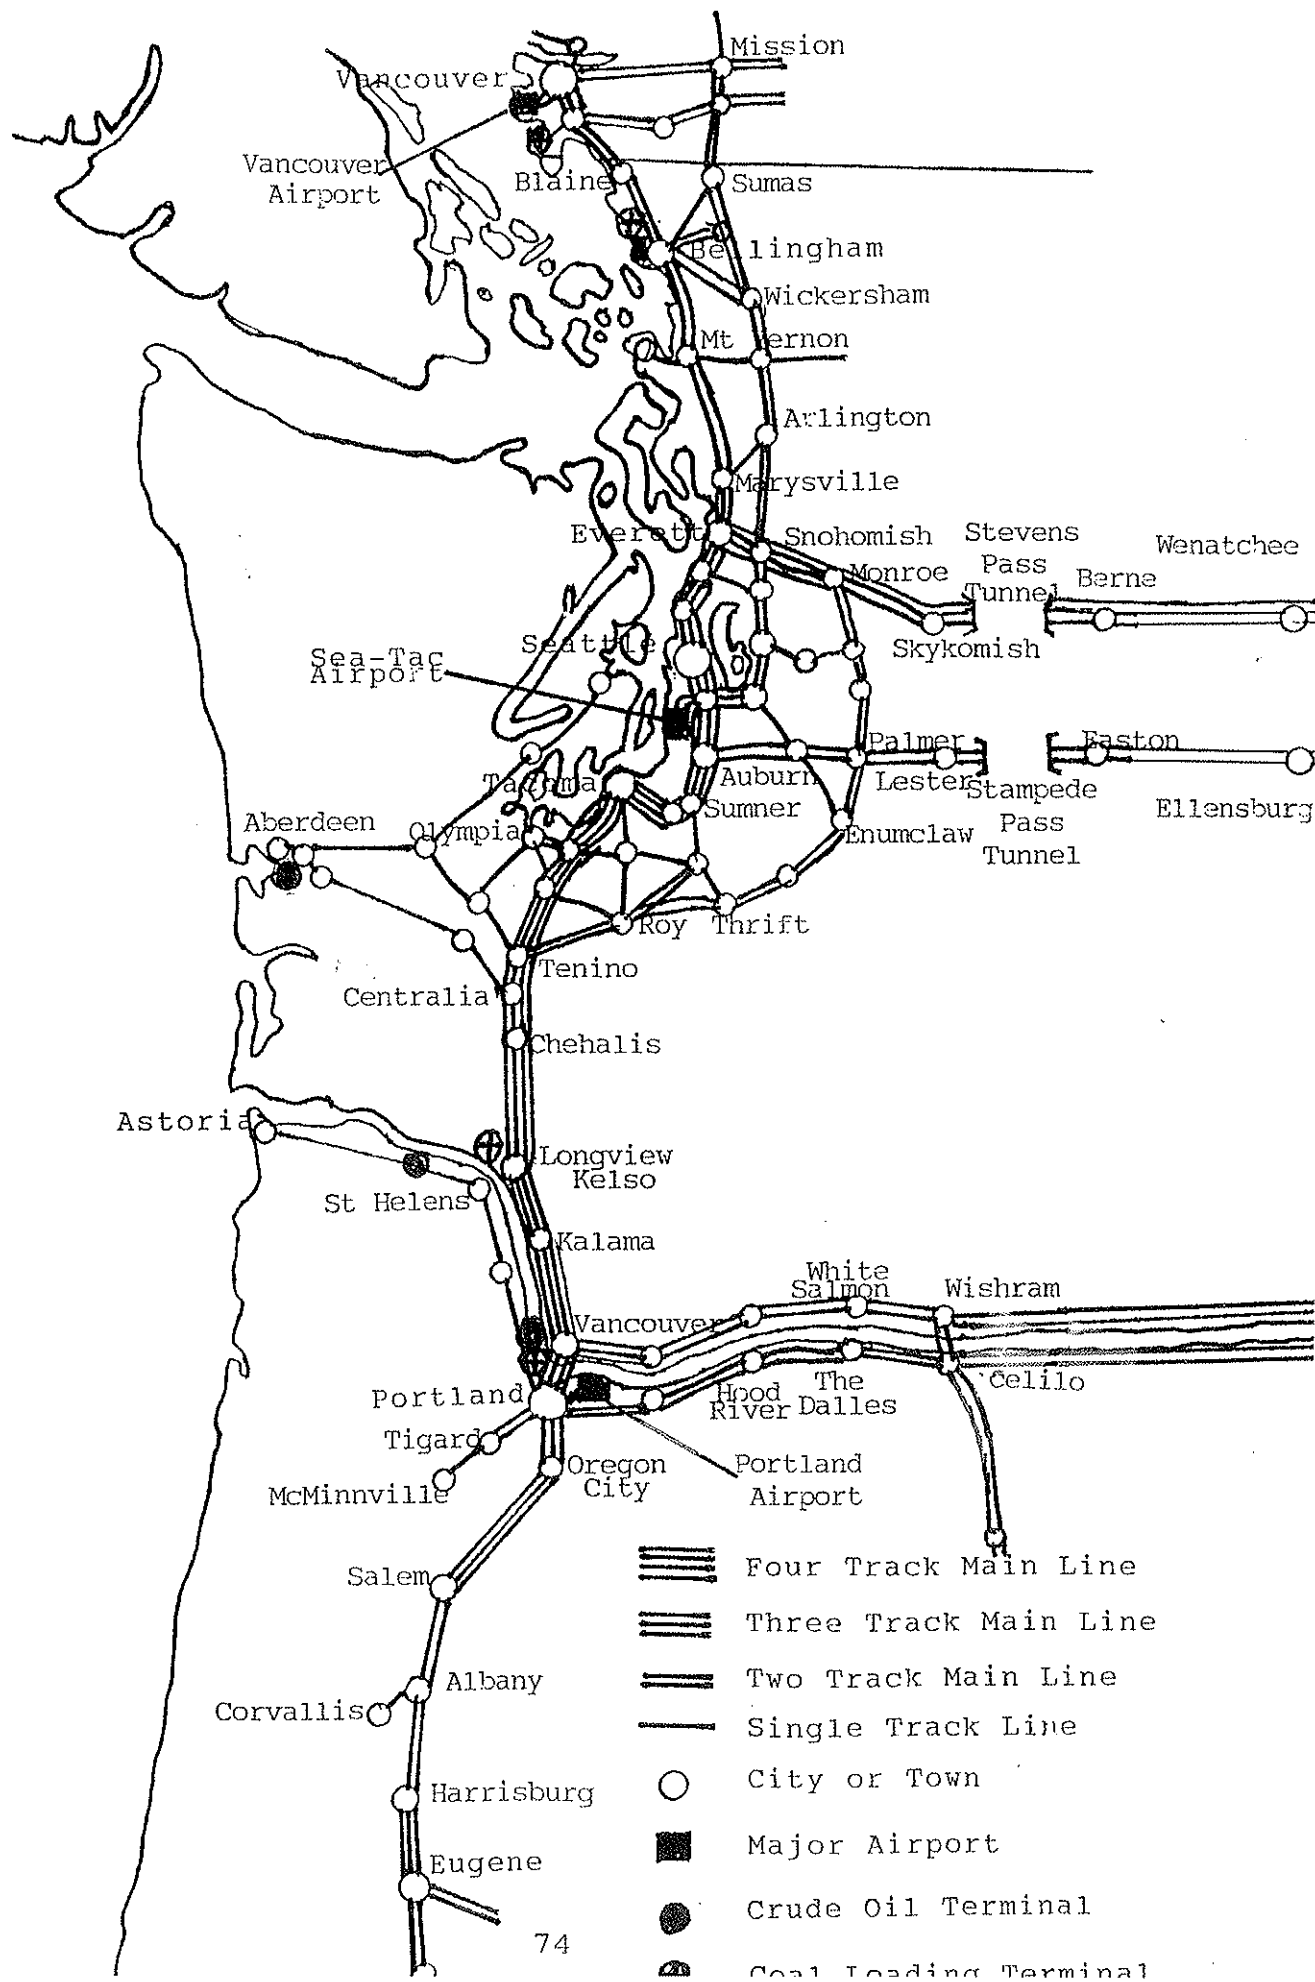 Mission
Vancouver
Vancouver
Airport
Blaine
Sumas
Bellingham
Wickersham
Mt Vernon
Arlington
Marysville
Everett
Snohomish
Stevens
Pass
Tunnel
Wenatchee
Monroe
Berne
Skykomish
Seattle
Sea-Tac
Airport
Palmer
Easton
Tacoma
Auburn
Lester
Stampede
Pass
Tunnel
Ellensburg
Sumner
Aberdeen
Olympia
Enumclaw
Roy
Thrift
Tenino
Centralia
Chehalis
Astoria
Longview
Kelso
St Helens
Kalama
White
Salmon
Wishram
Vancouver
Portland
Hood
River
The
Dalles
Celilo
Tigard
McMinnville
Oregon
City
Portland
Airport
Salem
Albany
Corvallis
Harrisburg
Eugene
Four Track Main Line
Three Track Main Line
Two Track Main Line
Single Track Line
City or Town
Major Airport
Crude Oil Terminal
Coal Loading Terminal
74